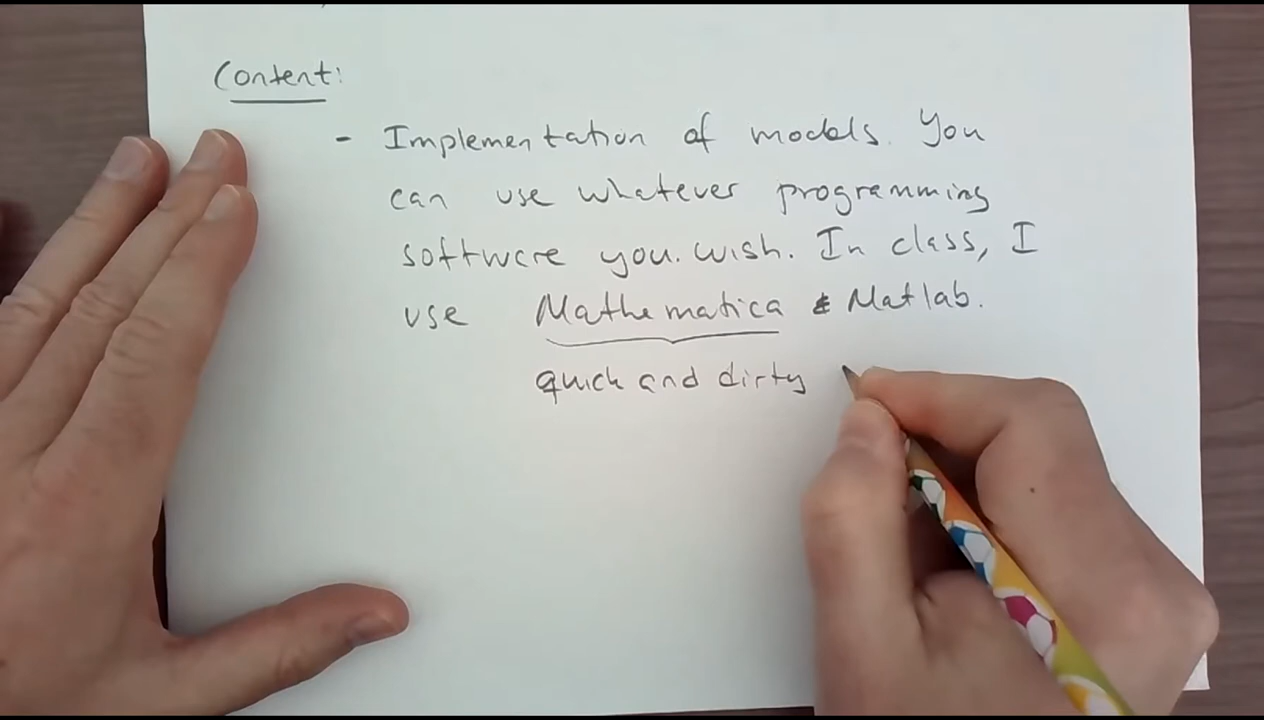 Content:
- Implementation of models. You
can use whatever programming
software you wish. In class, I
use Mathematica & Matlab.
quick and dirty